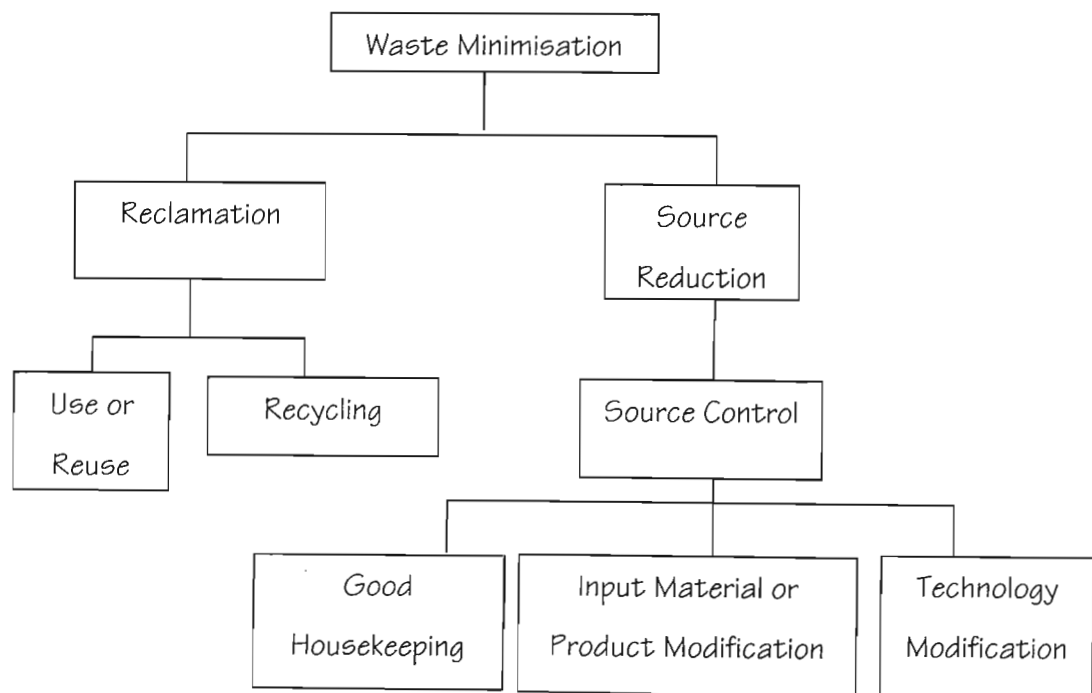 Waste Minimisation
Reclamation
Source
Reduction
Use or
Reuse
Recycling
Source Control
Good
Housekeeping
Input Material or
Product Modification
Technology
Modification